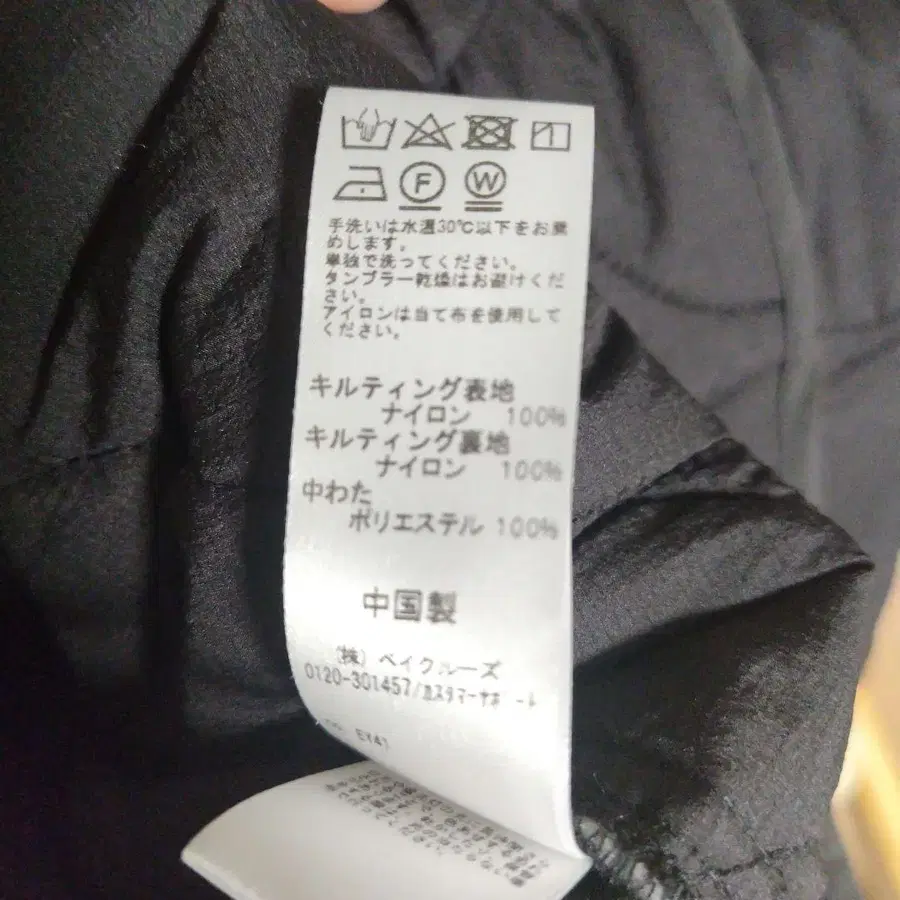 F W
手洗いは水温30℃以下をお奨
めします。
単独で洗ってください。
タンブラー乾燥はお避けくだ
さい。
アイロンは当て布を使用して
ください。
キルティング表地
ナイロン 100%
キルティング裏地
ナイロン 100%
中わた
ポリエステル 100%
中国製
(株) ベイクルーズ
0120-301457/カスタマーサポート
EY41